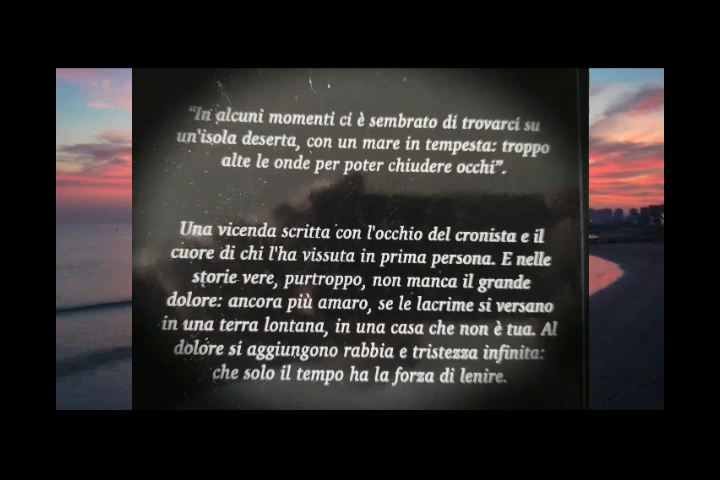 “In alcuni momenti ci è sembrato di trovarci su
un'isola deserta, con un mare in tempesta: troppo
alte le onde per poter chiudere occhi”.
Una vicenda scritta con l'occhio del cronista e il
cuore di chi l'ha vissuta in prima persona. E nelle
storie vere, purtroppo, non manca il grande
dolore: ancora più amaro, se le lacrime si versano
in una terra lontana, in una casa che non è tua. Al
dolore si aggiungono rabbia e tristezza infinita:
che solo il tempo ha la forza di lenire.